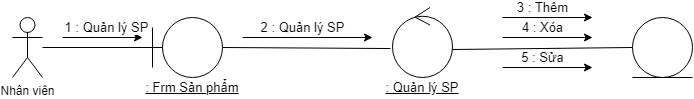 1 : Quản lý SP
2 : Quản lý SP
3 : Thêm
4 : Xóa
5 : Sửa
Nhân viên
: Frm Sản phẩm
: Quản lý SP